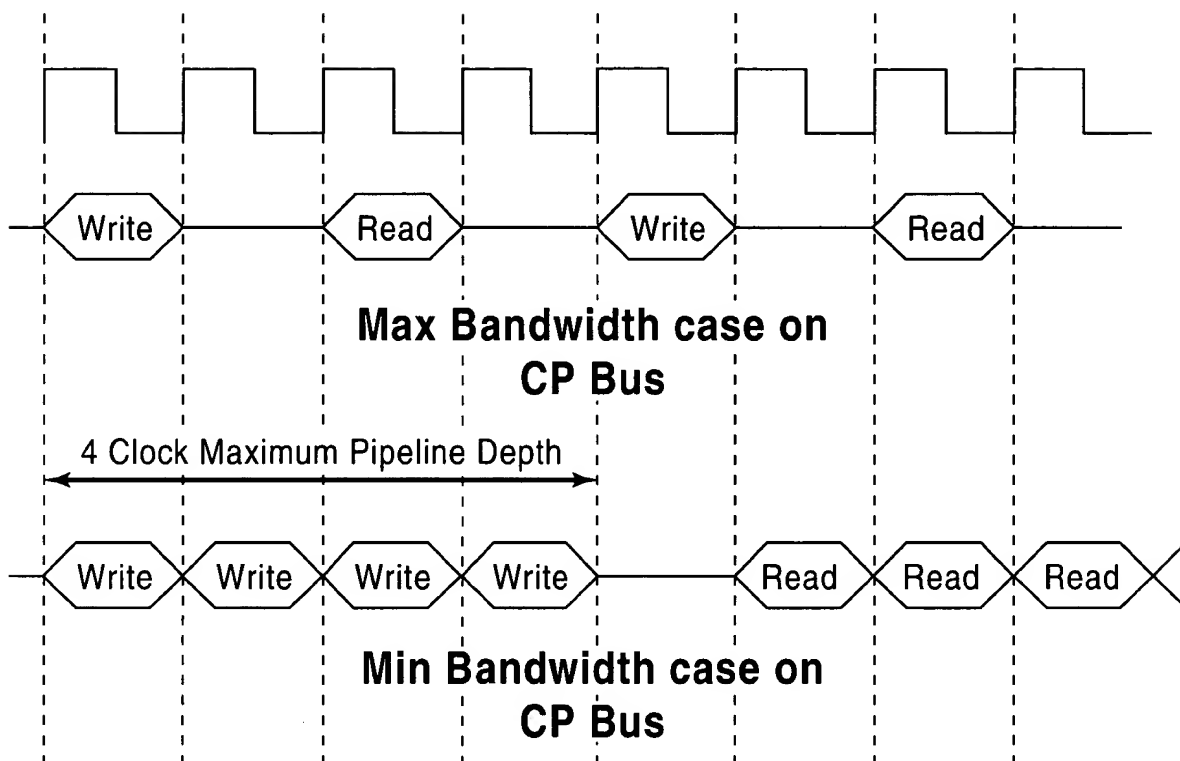 Write Read Write Read
Max Bandwidth case on
CP Bus
4 Clock Maximum Pipeline Depth
Write Write Write Write Read Read Read
Min Bandwidth case on
CP Bus